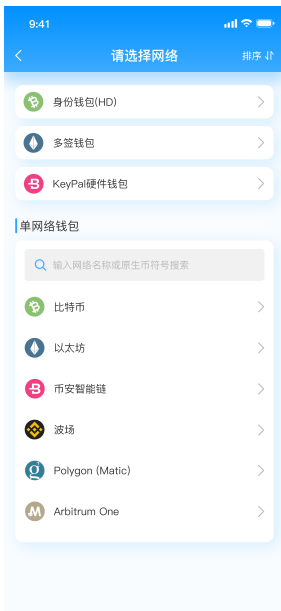 9:41
请选择网络
排序
身份钱包(HD)
多签钱包
KeyPal硬件钱包
单网络钱包
输入网络名称或原生币符号搜索
比特币
以太坊
币安智能链
波场
Polygon (Matic)
Arbitrum One